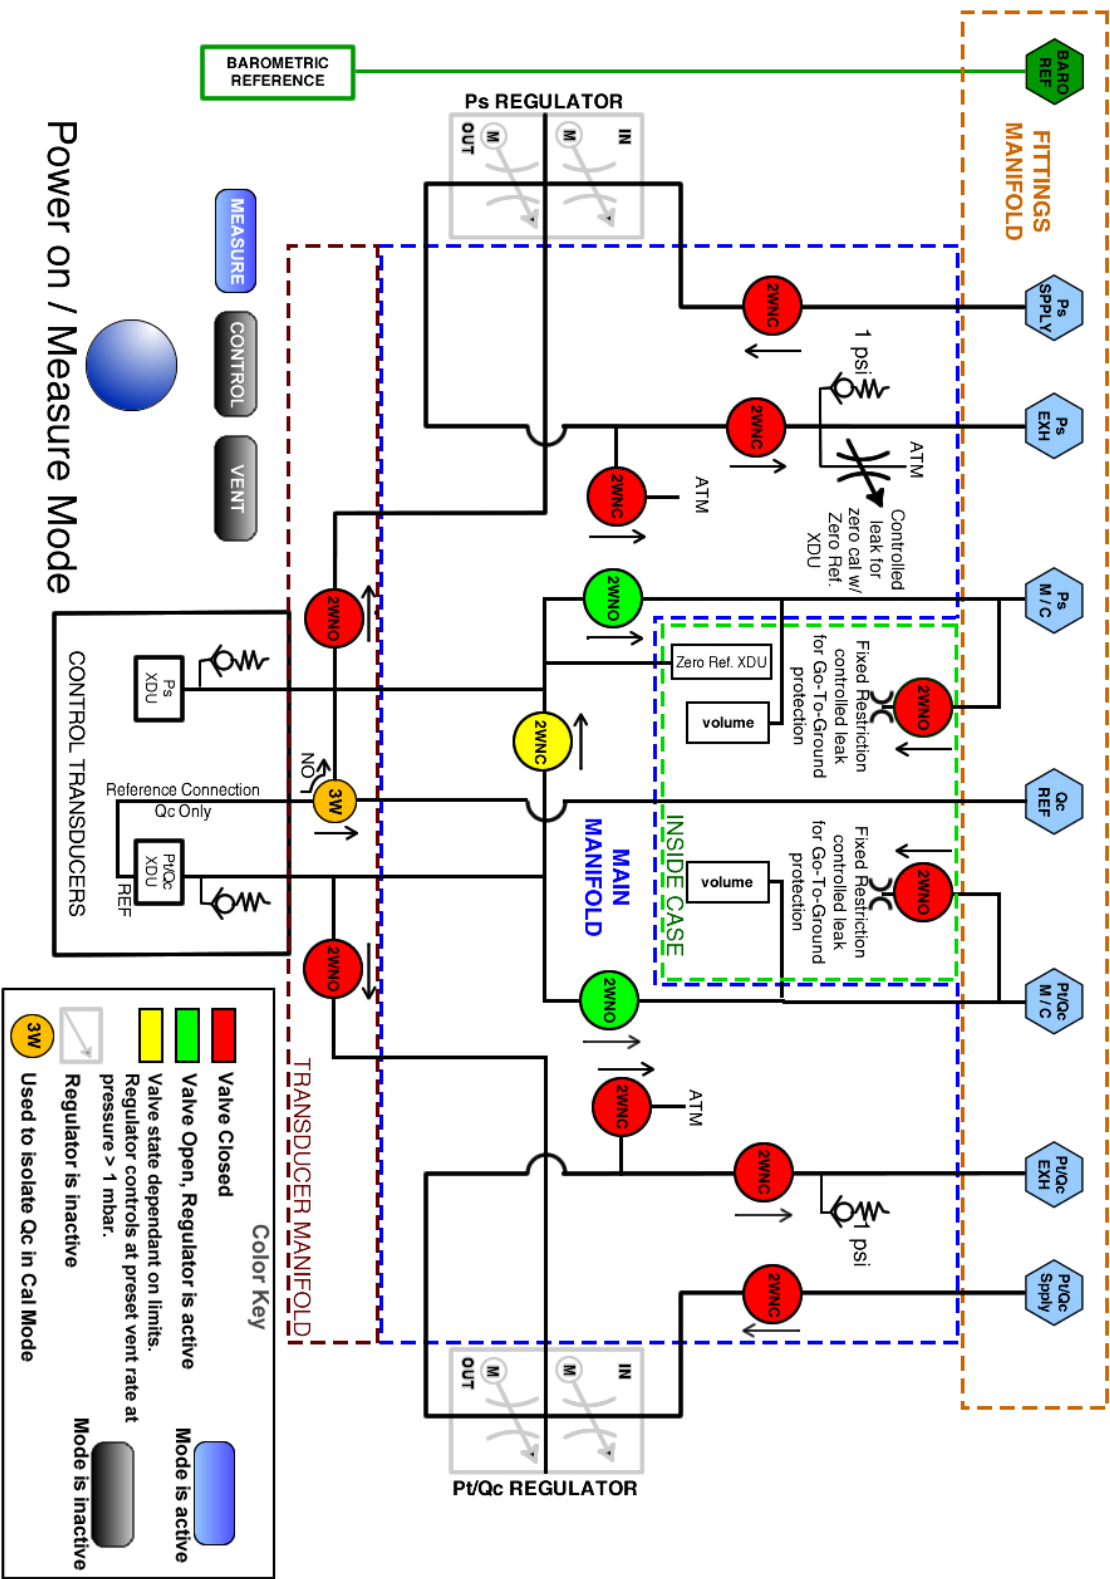 BAROMETRIC
REFERENCE
BARO
REF
FITTINGS
MANIFOLD
Ps
SPPLY
Ps
EXH
Ps
M / C
Qc
REF
Pt/Qc
M / C
Pt/Qc
EXH
Pt/Qc
Spply
Ps REGULATOR
IN
OUT
M
M
2WNC
1 psi
2WNC
ATM
Controlled
leak for
zero cal w/
Zero Ref.
XDU
2WNC
ATM
2WNO
Zero Ref. XDU
volume
Fixed Restriction
controlled leak
for Go-To-Ground
protection
2WNO
2WNC
INSIDE CASE
MAIN
MANIFOLD
volume
Fixed Restriction
controlled leak
for Go-To-Ground
protection
2WNO
2WNO
2WNC
ATM
2WNC
1 psi
2WNC
IN
OUT
M
M
Pt/Qc REGULATOR
2WNO
NO
3W
2WNO
TRANSDUCER MANIFOLD
Ps
XDU
Reference Connection
Qc Only
Pt/Qc
XDU
REF
CONTROL TRANSDUCERS
MEASURE
CONTROL
VENT
Power on / Measure Mode
Color Key
Valve Closed
Valve Open, Regulator is active
Valve state dependant on limits.
Regulator controls at preset vent rate at
pressure > 1 mbar.
Regulator is inactive
3W
Used to isolate Qc in Cal Mode
Mode is active
Mode is inactive